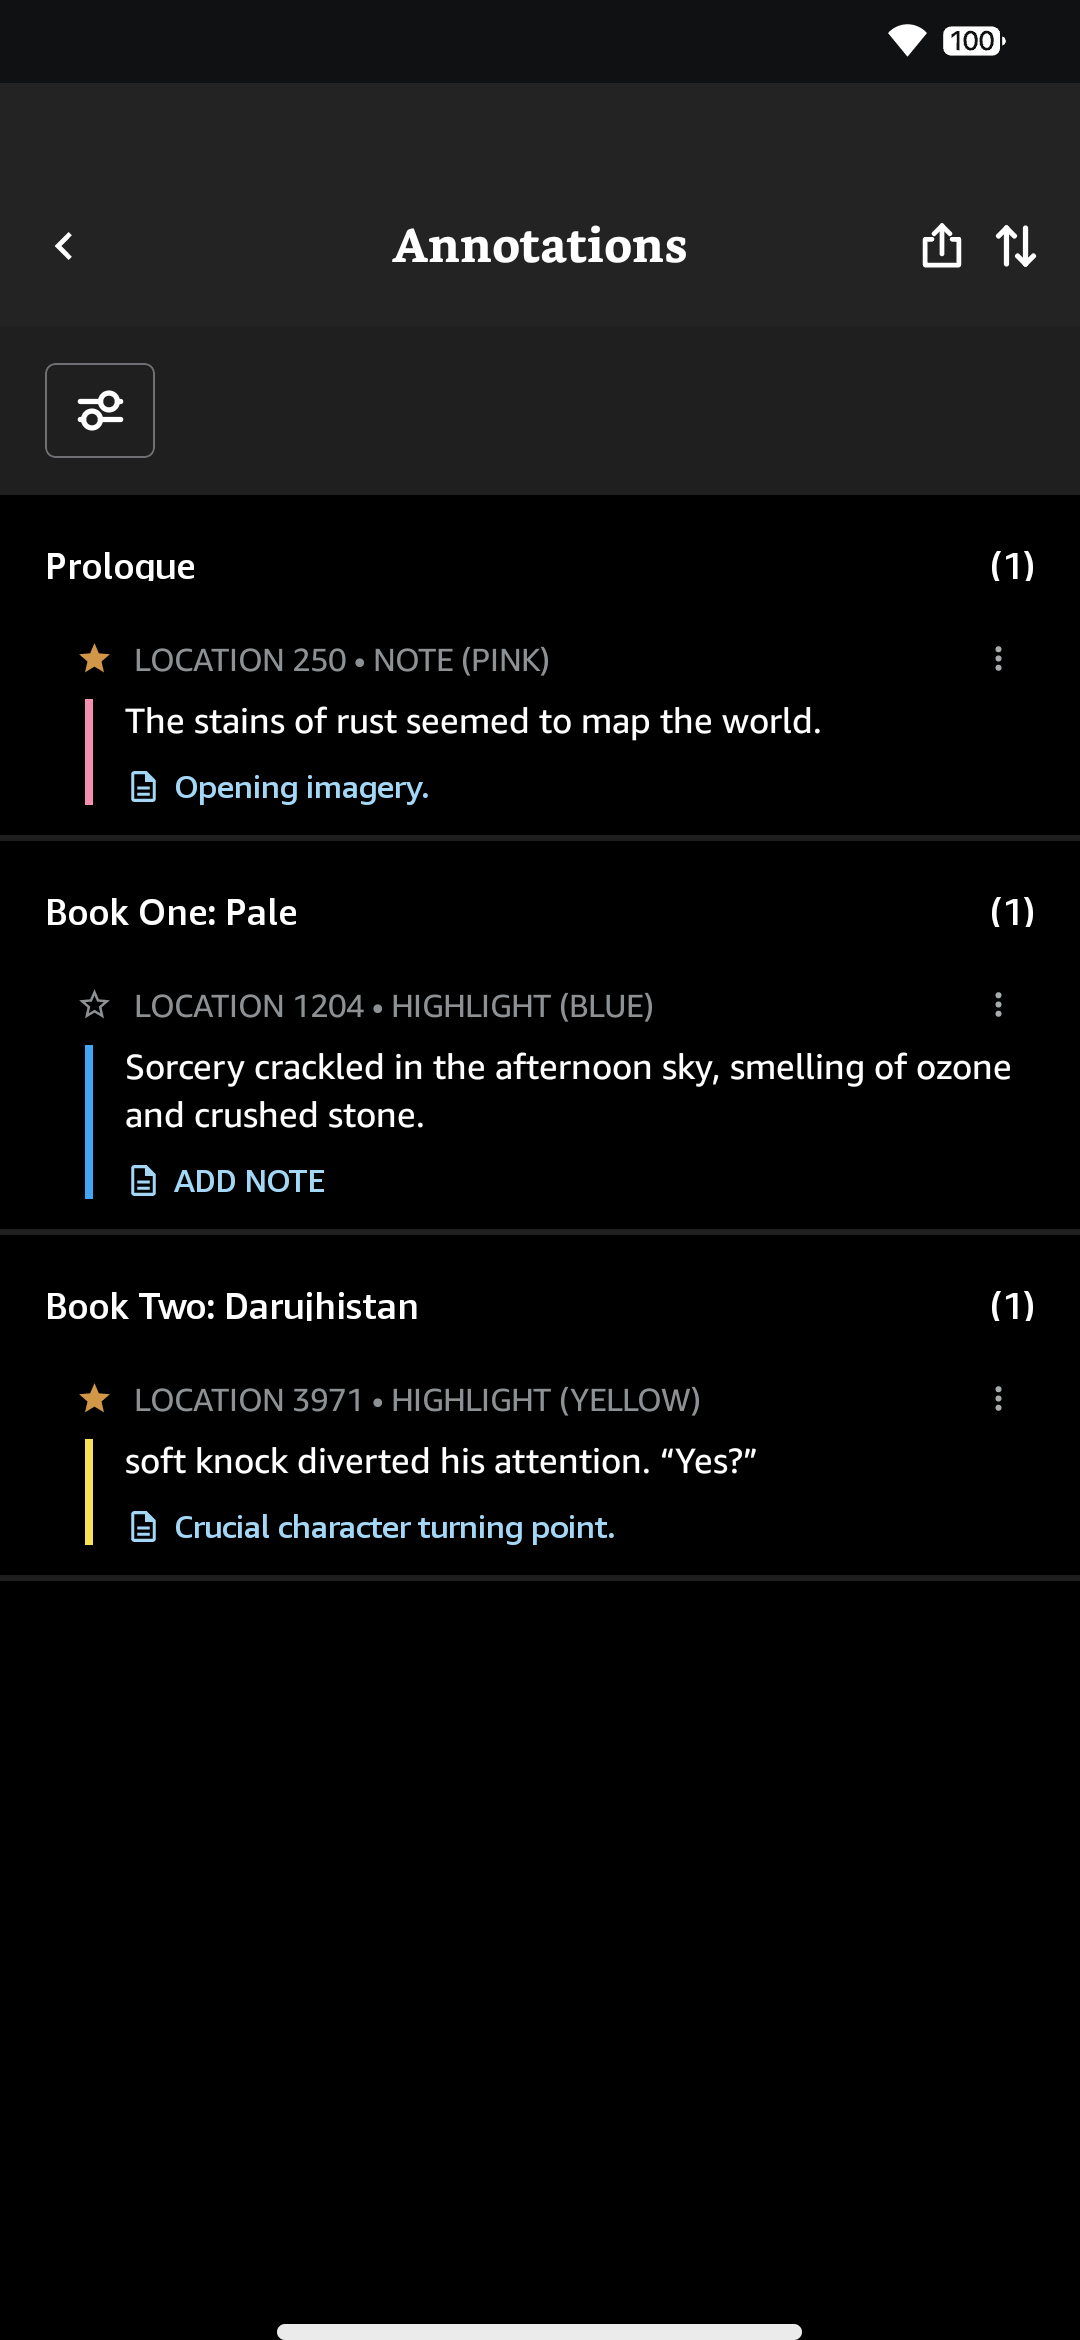 100
Annotations
Prologue (1)
LOCATION 250 • NOTE (PINK)
The stains of rust seemed to map the world.
Opening imagery.
Book One: Pale (1)
LOCATION 1204 • HIGHLIGHT (BLUE)
Sorcery crackled in the afternoon sky, smelling of ozone
and crushed stone.
ADD NOTE
Book Two: Darujhistan (1)
LOCATION 3971 • HIGHLIGHT (YELLOW)
soft knock diverted his attention. “Yes?”
Crucial character turning point.